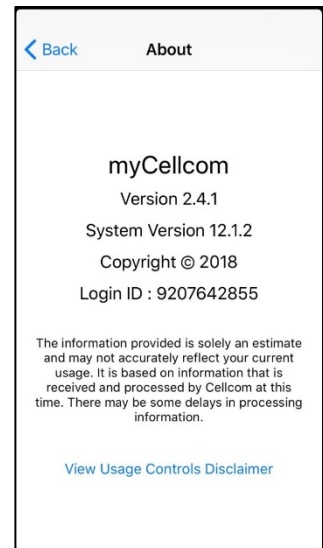 Back
About
myCellcom
Version 2.4.1
System Version 12.1.2
Copyright © 2018
Login ID : 9207642855
The information provided is solely an estimate
and may not accurately reflect your current
usage. It is based on information that is
received and processed by Cellcom at this
time. There may be some delays in processing
information.
View Usage Controls Disclaimer